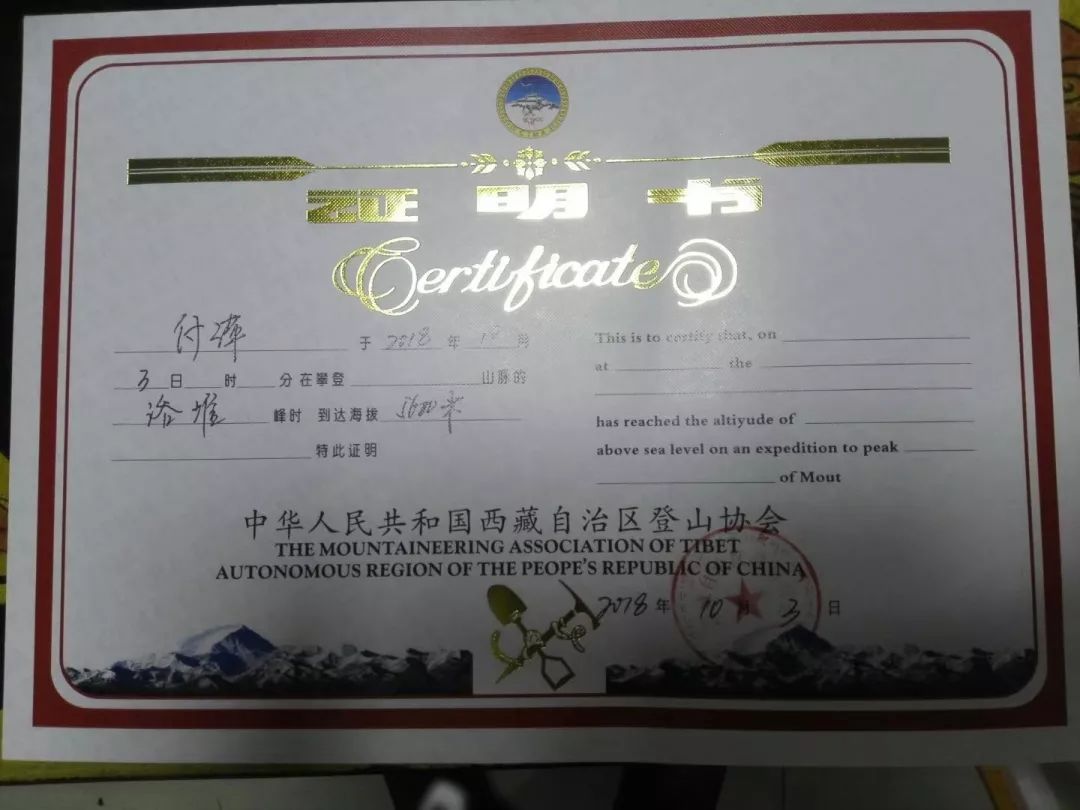 证明书
Certificate
付 于 2018 年 10 月
3 日 时 分 在攀登 山脉的
洛堆 峰时 到达海拔 米
特此证明
This is to certify that, on
at the
has reached the altiyude of
above sea level on an expedition to peak
of Mout
中华人民共和国西藏自治区登山协会
THE MOUNTAINEERING ASSOCIATION OF TIBET
AUTONOMOUS REGION OF THE PEOPE'S REPUBLIC OF CHINA
2018 年 10 月 3 日